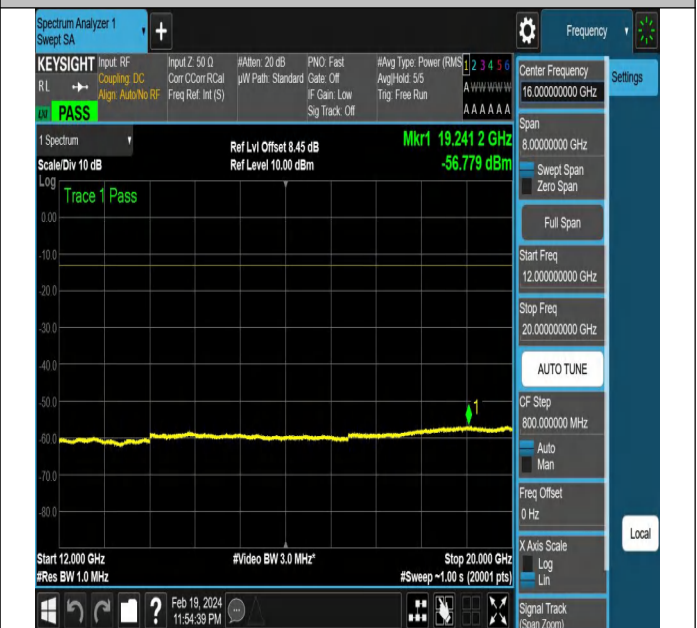 Spectrum Analyzer 1
Swept SA
+
Frequency
KEYSIGHT
RL
LXI
PASS
Input: RF
Coupling: DC
Align: Auto/No RF
Input Z: 50 Ω
Corr CCorr RCal
Freq Ref: Int (S)
#Atten: 20 dB
µW Path: Standard
PNO: Fast
Gate: Off
IF Gain: Low
Sig Track: Off
#Avg Type: Power (RMS
Avg|Hold: 5/5
Trig: Free Run
1 2 3 4 5 6
A W W W W W
A A A A A A
1 Spectrum
Scale/Div 10 dB
Log
Ref Lvl Offset 8.45 dB
Ref Level 10.00 dBm
Mkr1 19.241 2 GHz
-56.779 dBm
Trace 1 Pass
0.00
-10.0
-20.0
-30.0
-40.0
-50.0
-60.0
-70.0
-80.0
1
Start 12.000 GHz
#Res BW 1.0 MHz
#Video BW 3.0 MHz*
Stop 20.000 GHz
#Sweep ~1.00 s (20001 pts)
?
Feb 19, 2024
11:54:39 PM
Center Frequency
16.000000000 GHz
Settings
Span
8.00000000 GHz
Swept Span
Zero Span
Full Span
Start Freq
12.000000000 GHz
Stop Freq
20.000000000 GHz
AUTO TUNE
CF Step
800.000000 MHz
Auto
Man
Freq Offset
0 Hz
X Axis Scale
Log
Lin
Local
Signal Track
(Span Zoom)